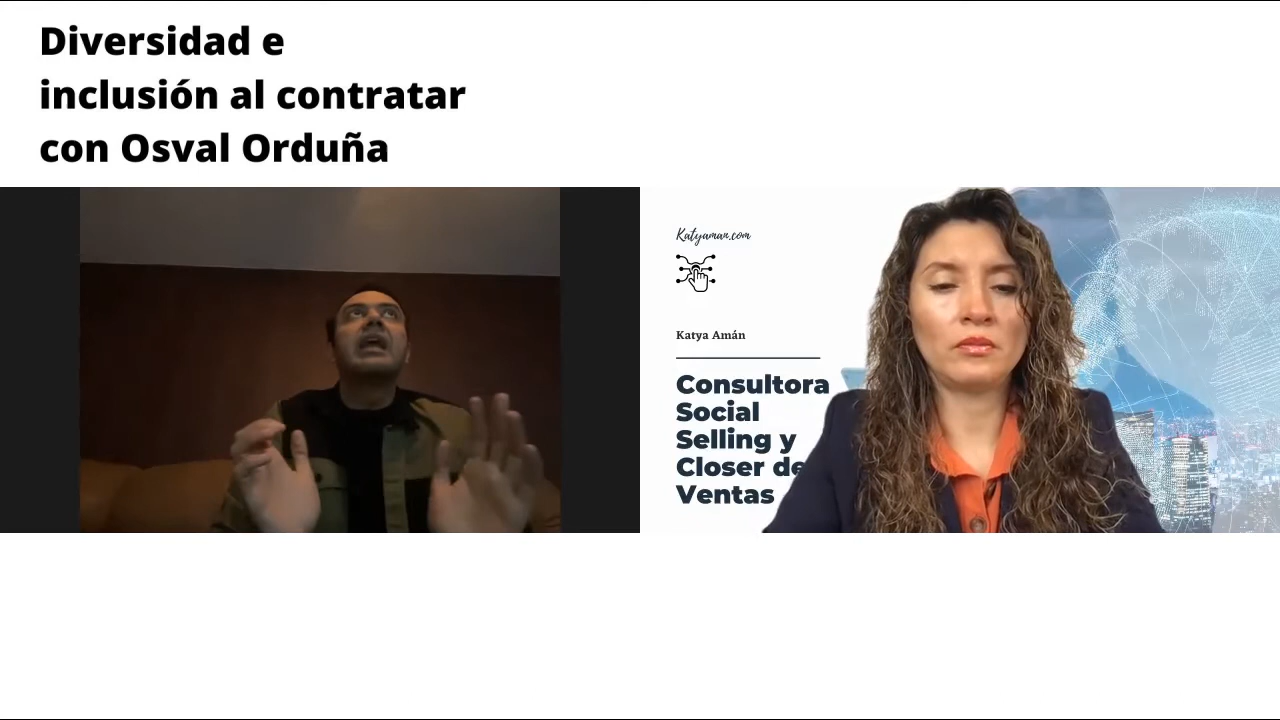 Diversidad e
inclusión al contratar
con Osval Orduña
Katyaman.com
Katya Amán
Consultora
Social
Selling y
Closer de
Ventas